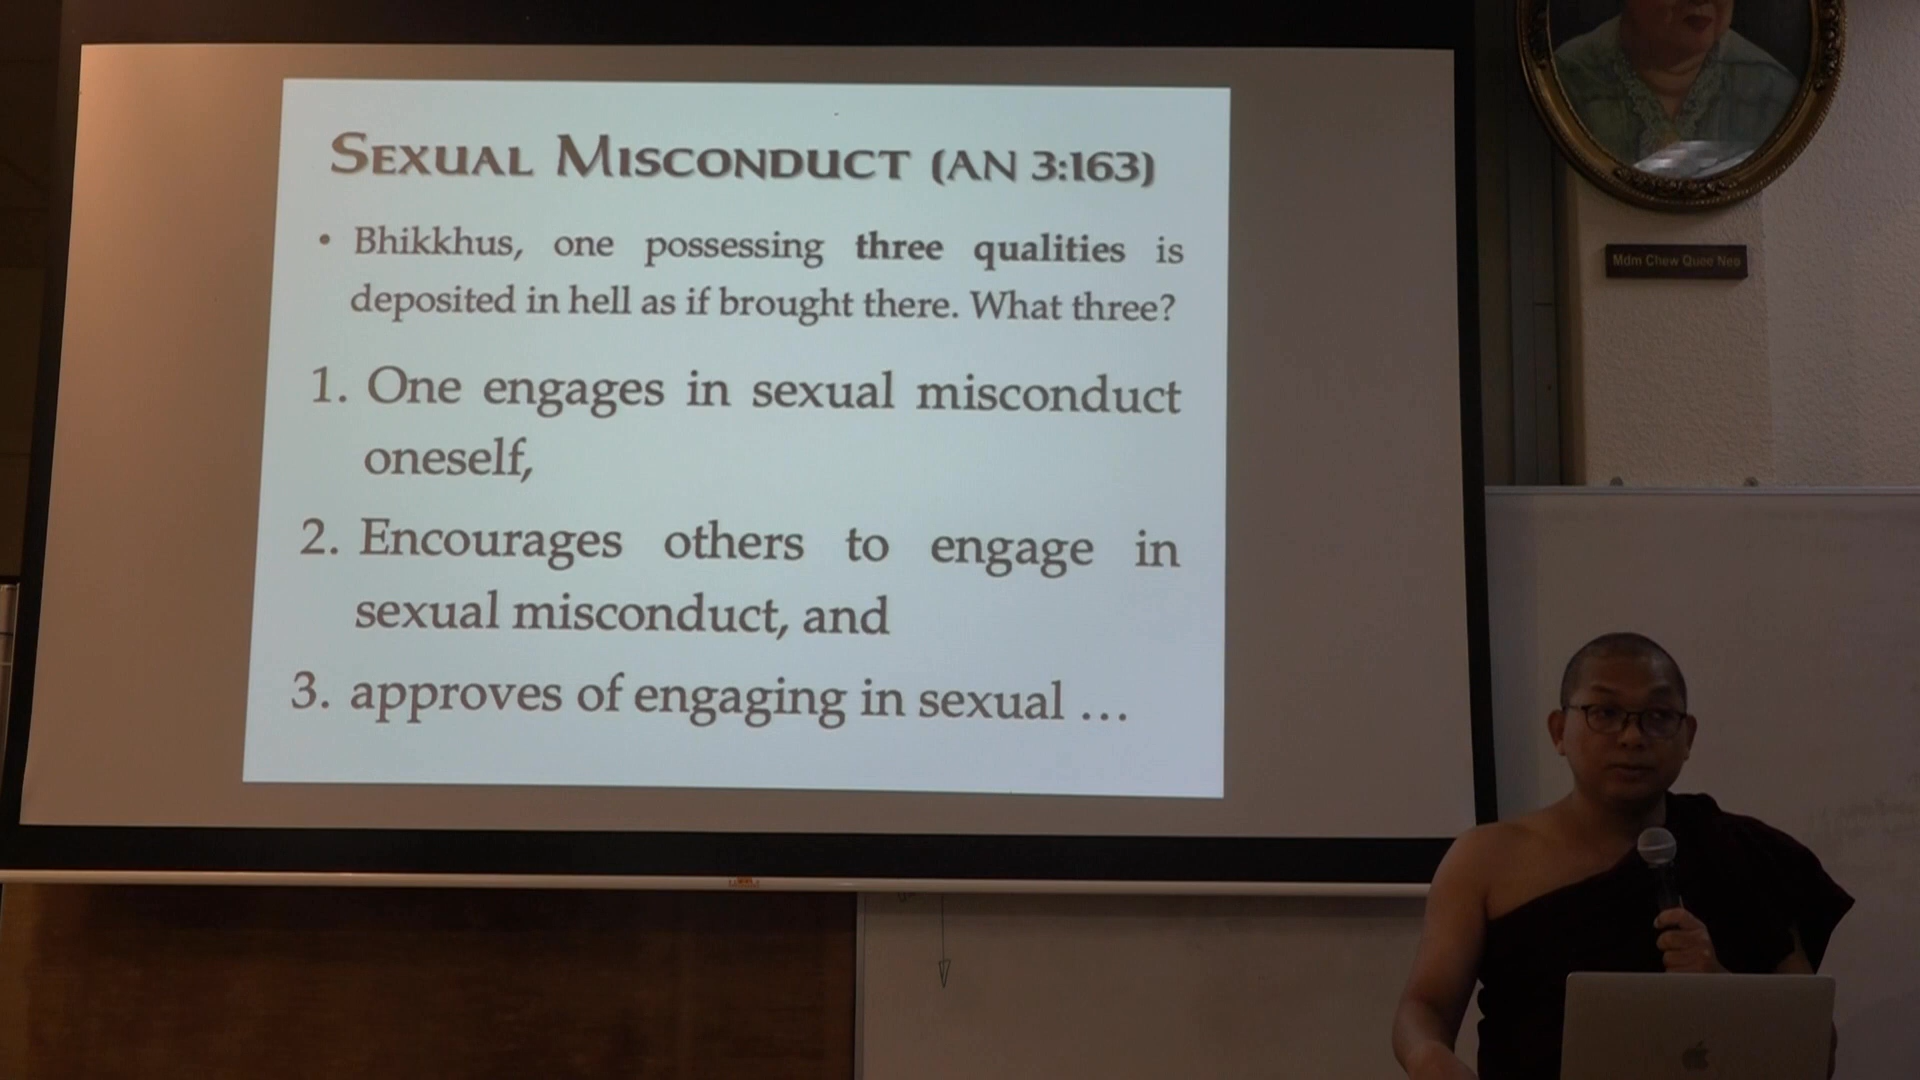 Sexual Misconduct (AN 3:163)
• Bhikkhus, one possessing three qualities is
deposited in hell as if brought there. What three?
1. One engages in sexual misconduct
oneself,
2. Encourages others to engage in
sexual misconduct, and
3. approves of engaging in sexual …
Mdm Chew Quee Neo